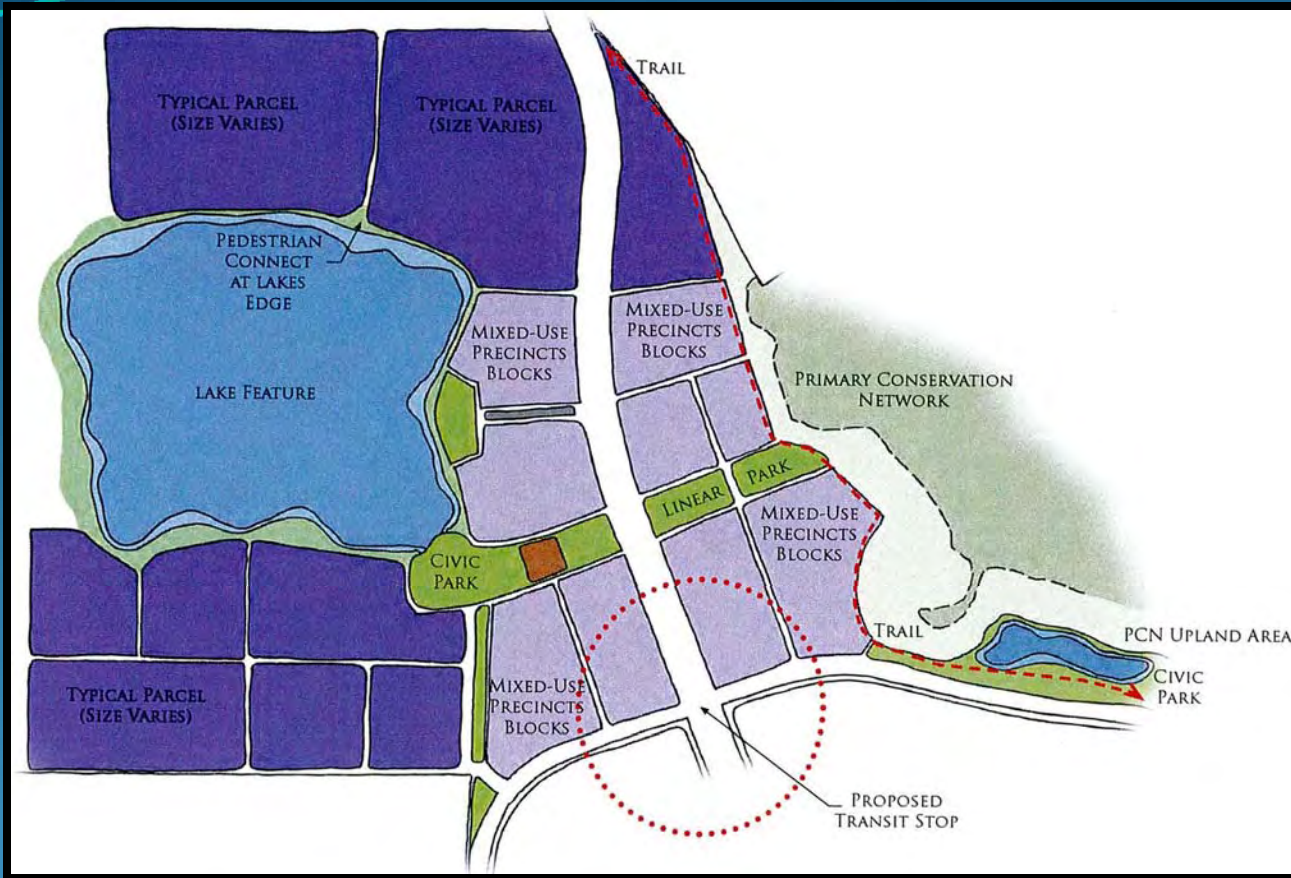 TRAIL
TYPICAL PARCEL
(SIZE VARIES)
TYPICAL PARCEL
(SIZE VARIES)
PEDESTRIAN
CONNECT
AT LAKES
EDGE
MIXED-USE
PRECINCTS
BLOCKS
MIXED-USE
PRECINCTS
BLOCKS
LAKE FEATURE
PRIMARY CONSERVATION
NETWORK
LINEAR PARK
MIXED-USE
PRECINCTS
BLOCKS
CIVIC
PARK
TRAIL
PCN UPLAND AREA
CIVIC
PARK
TYPICAL PARCEL
(SIZE VARIES)
MIXED-USE
PRECINCTS
BLOCKS
PROPOSED
TRANSIT STOP